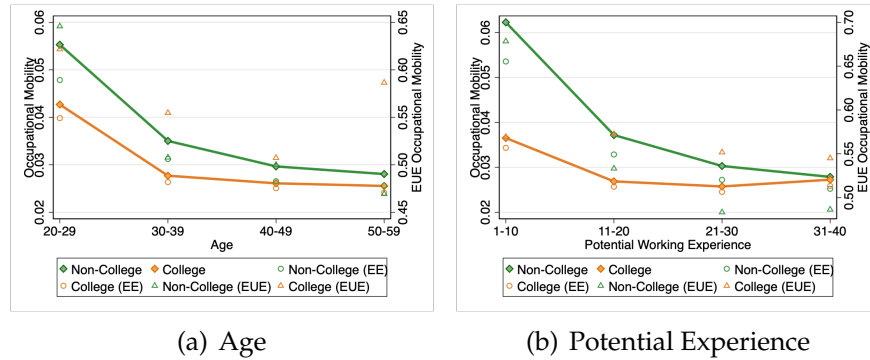 0.06 0.65
0.05 0.60
0.04 0.55
0.03 0.50
0.02 0.45
Occupational Mobility
EUE Occupational Mobility
20-29 30-39 40-49 50-59
Age
Non-College College Non-College (EE)
College (EE) Non-College (EUE) College (EUE)
(a) Age
0.06 0.70
0.05 0.65
0.04 0.60
0.03 0.55
0.02 0.50
Occupational Mobility
EUE Occupational Mobility
1-10 11-20 21-30 31-40
Potential Working Experience
Non-College College Non-College (EE)
College (EE) Non-College (EUE) College (EUE)
(b) Potential Experience